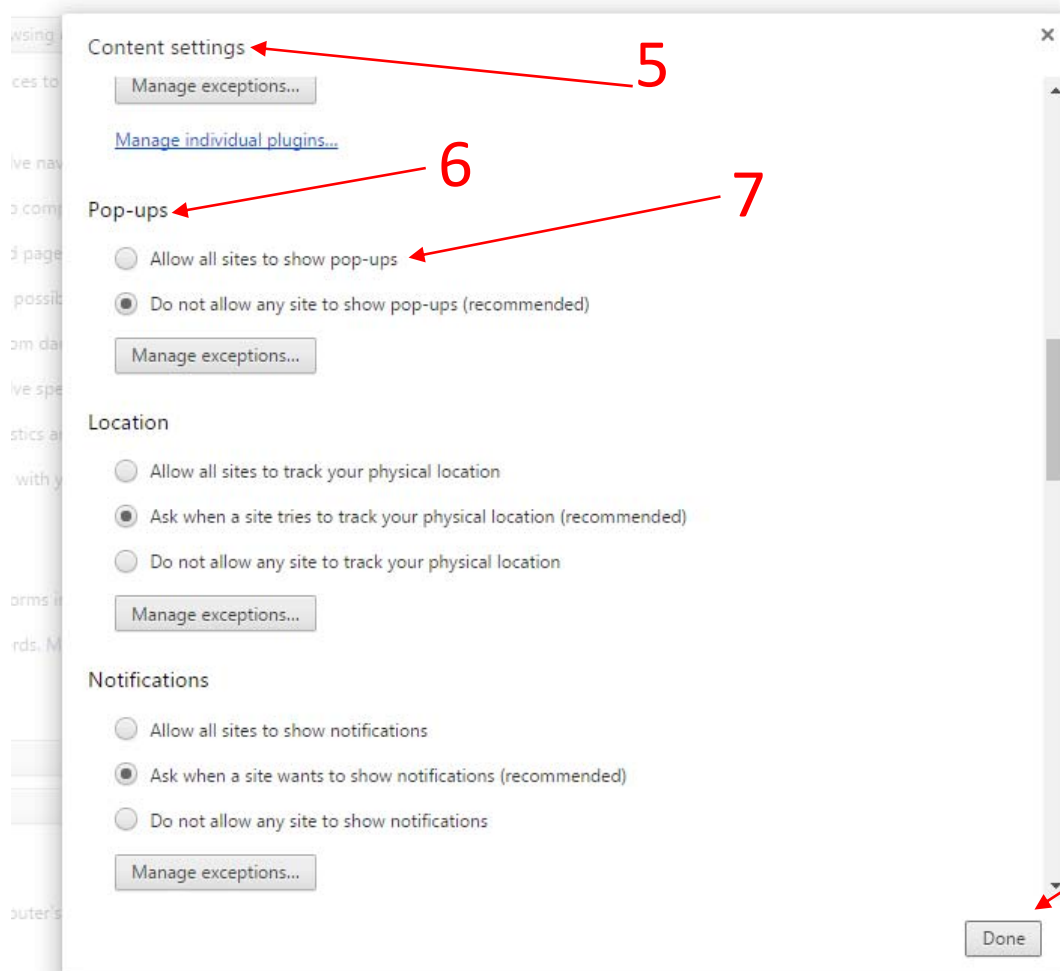 Content settings
5
Manage exceptions...
Manage individual plugins...
6
7
Pop-ups
Allow all sites to show pop-ups
Do not allow any site to show pop-ups (recommended)
Manage exceptions...
Location
Allow all sites to track your physical location
Ask when a site tries to track your physical location (recommended)
Do not allow any site to track your physical location
Manage exceptions...
Notifications
Allow all sites to show notifications
Ask when a site wants to show notifications (recommended)
Do not allow any site to show notifications
Manage exceptions...
Done